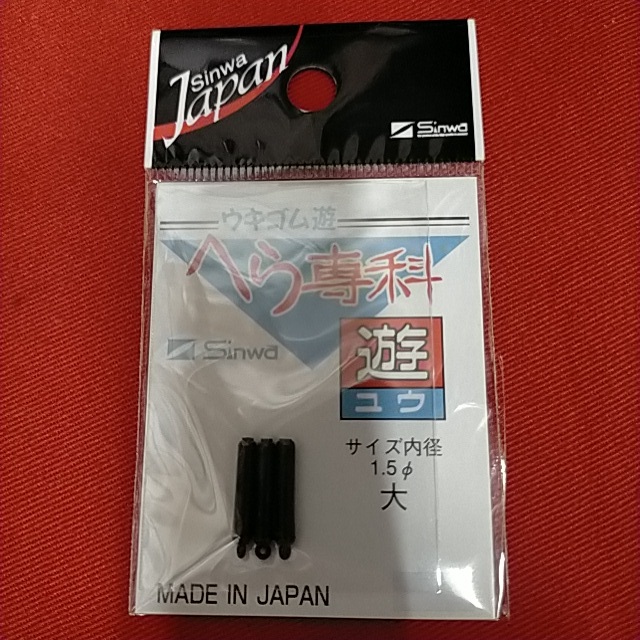 Sinwa
Japan
Sinwa
ウキゴム遊
へら専科
Sinwa
遊
ユウ
サイズ内径
1.5φ
大
MADE IN JAPAN